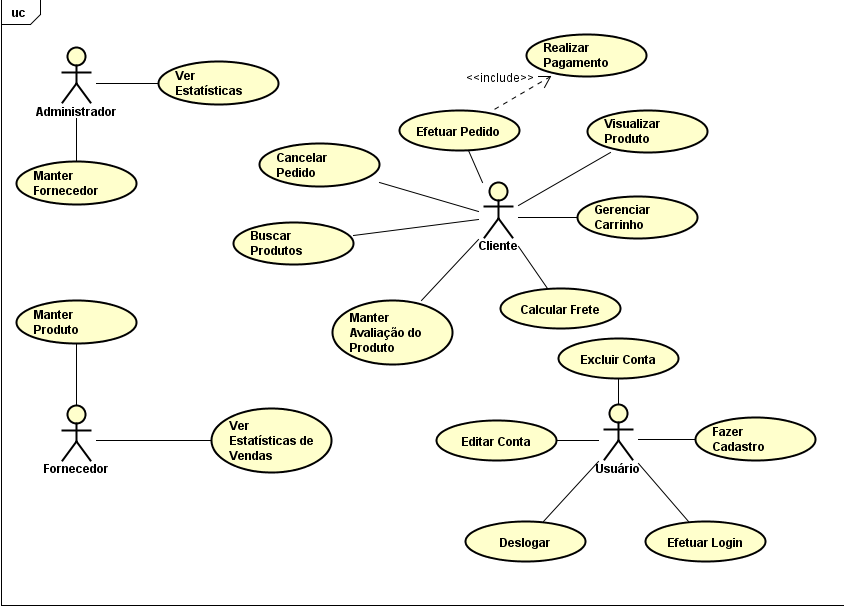 uc
Administrador
Ver
Estatísticas
Manter
Fornecedor
Realizar
Pagamento
<<include>>
Efetuar Pedido
Visualizar
Produto
Cancelar
Pedido
Gerenciar
Carrinho
Buscar
Produtos
Cliente
Manter
Avaliação do
Produto
Calcular Frete
Manter
Produto
Fornecedor
Ver
Estatísticas de
Vendas
Excluir Conta
Editar Conta
Usuário
Fazer
Cadastro
Deslogar
Efetuar Login